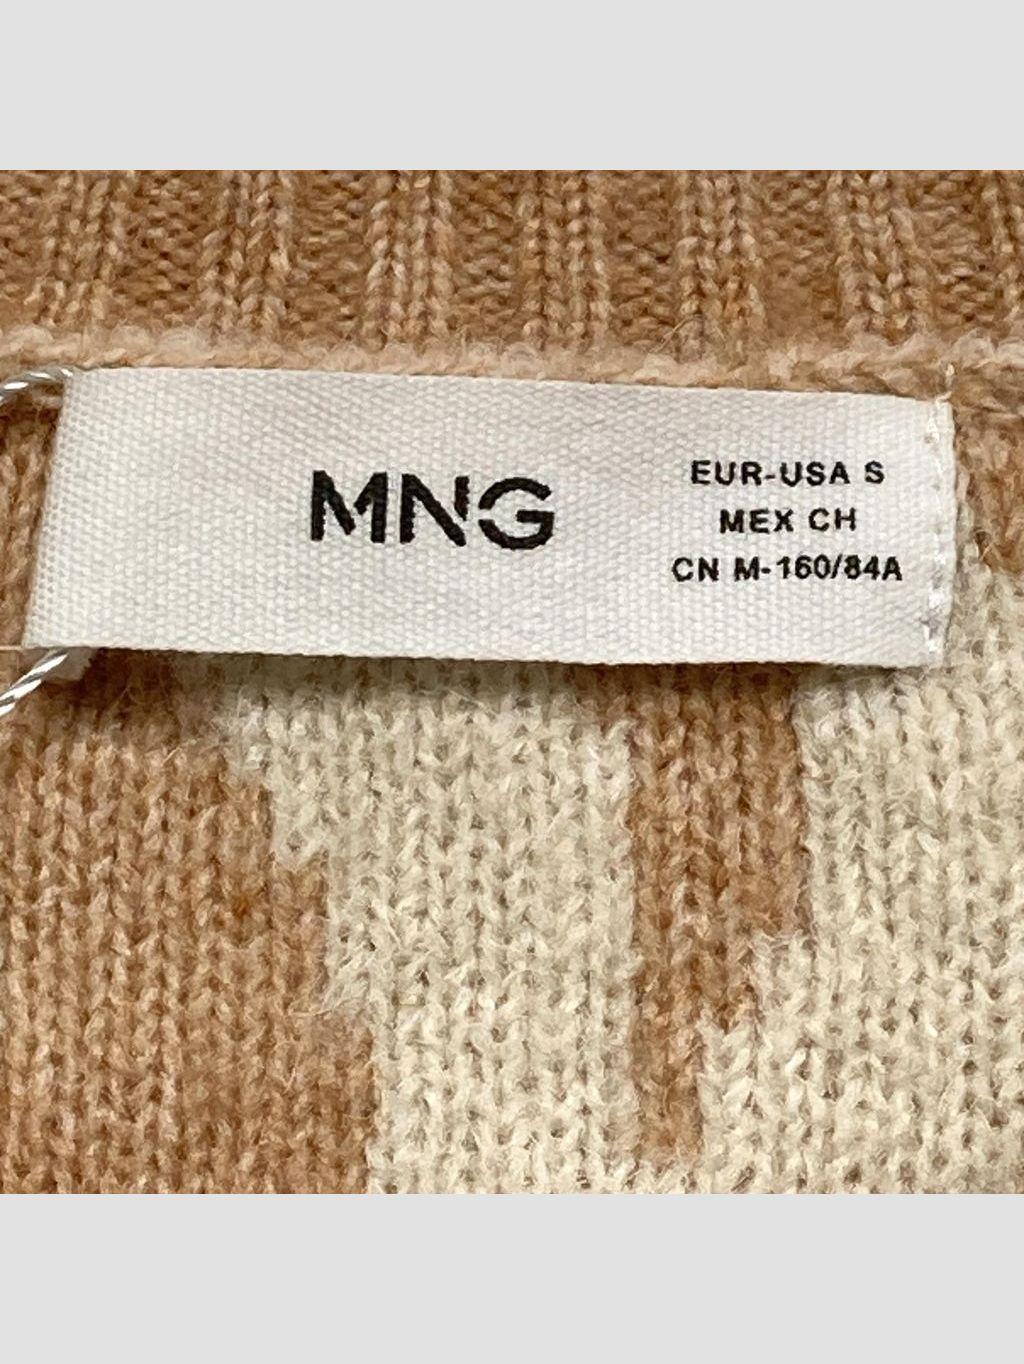 MNG
EUR-USA S
MEX CH
CN M-160/84A